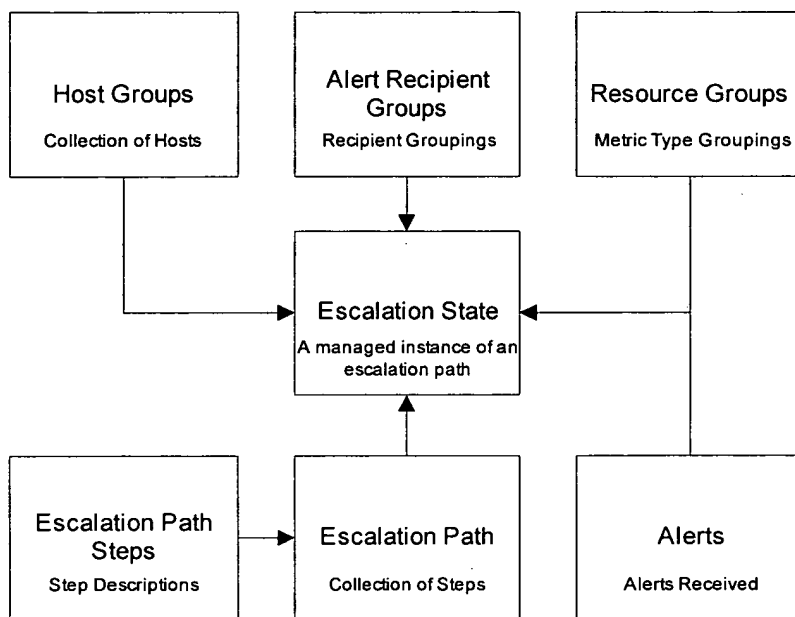 Host Groups
Collection of Hosts
Alert Recipient
Groups
Recipient Groupings
Resource Groups
Metric Type Groupings
Escalation State
A managed instance of an
escalation path
Escalation Path
Steps
Step Descriptions
Escalation Path
Collection of Steps
Alerts
Alerts Received